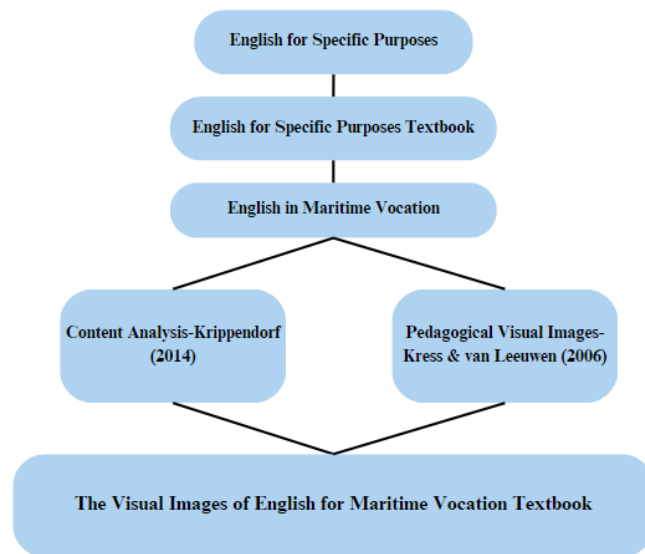 English for Specific Purposes
English for Specific Purposes Textbook
English in Maritime Vocation
Content Analysis-Krippendorf
(2014)
Pedagogical Visual Images-
Kress & van Leeuwen (2006)
The Visual Images of English for Maritime Vocation Textbook